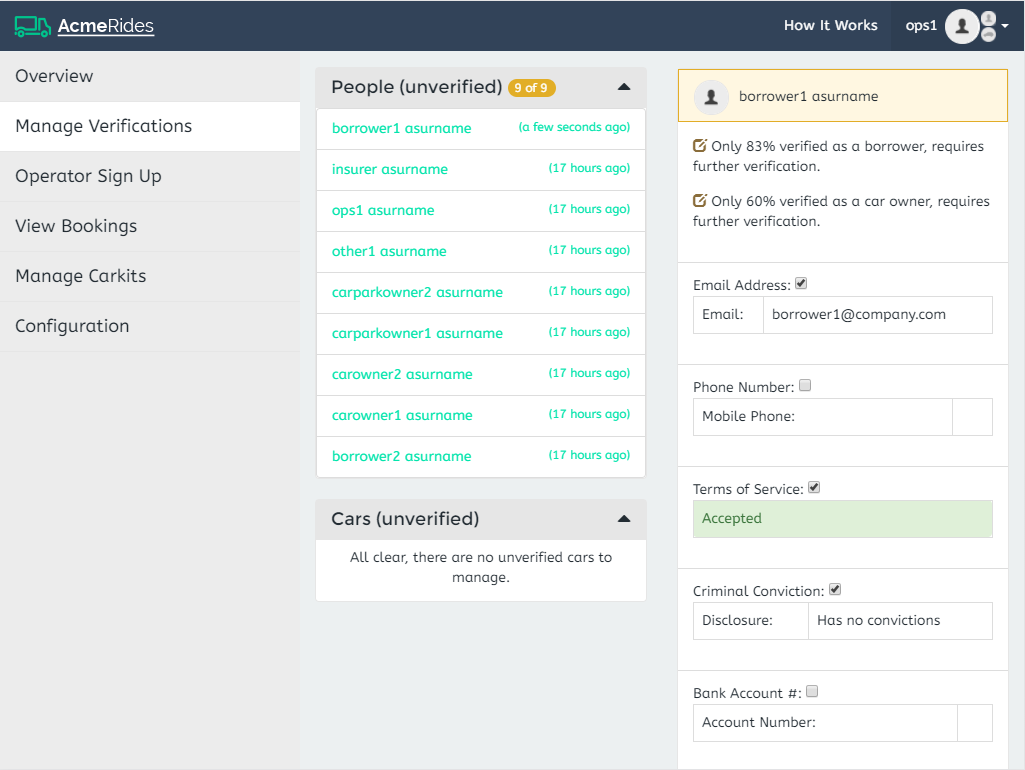 AcmeRides
How It Works
ops1
Overview
Manage Verifications
Operator Sign Up
View Bookings
Manage Carkits
Configuration
People (unverified) 9 of 9
borrower1 asurname (a few seconds ago)
insurer asurname (17 hours ago)
ops1 asurname (17 hours ago)
other1 asurname (17 hours ago)
carparkowner2 asurname (17 hours ago)
carparkowner1 asurname (17 hours ago)
carowner2 asurname (17 hours ago)
carowner1 asurname (17 hours ago)
borrower2 asurname (17 hours ago)
Cars (unverified)
All clear, there are no unverified cars to
manage.
borrower1 asurname
Only 83% verified as a borrower, requires
further verification.
Only 60% verified as a car owner, requires
further verification.
Email Address:
Email: borrower1@company.com
Phone Number:
Mobile Phone:
Terms of Service:
Accepted
Criminal Conviction:
Disclosure: Has no convictions
Bank Account #:
Account Number: